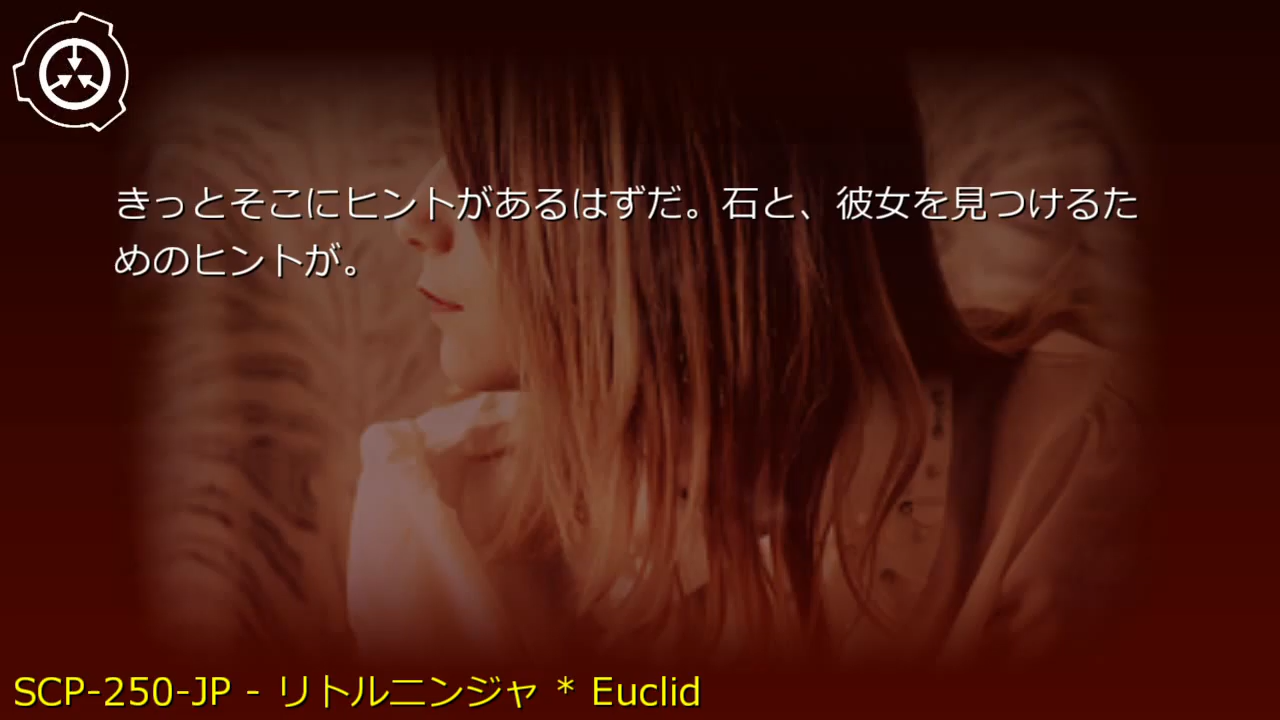 きっとそこにヒントがあるはずだ。石と、彼女を見つけるた
めのヒントが。
SCP-250-JP - リトルニンジャ * Euclid